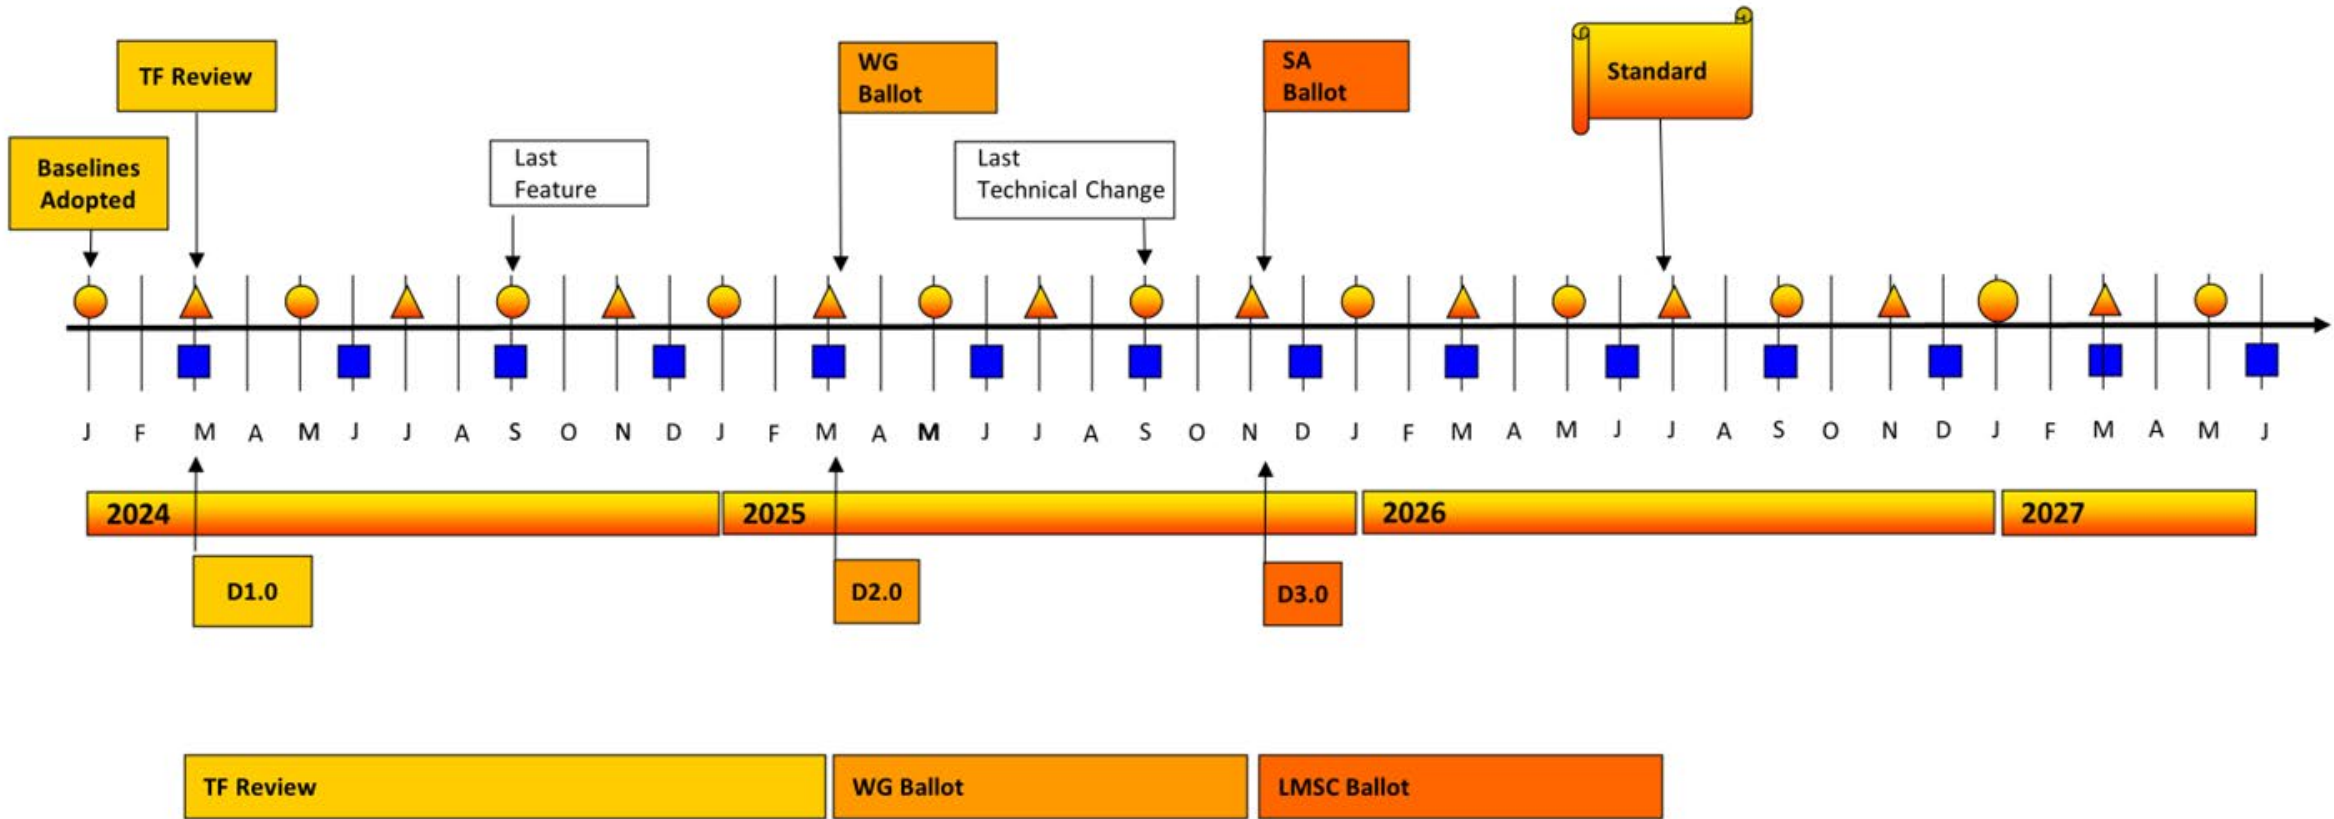 TF Review
WG
Ballot
SA
Ballot
Standard
Baselines
Adopted
Last
Feature
Last
Technical Change
J F M A M J J A S O N D J F M A M J J A S O N D J F M A M J J A S O N D J F M A M J
2024 2025 2026 2027
D1.0 D2.0 D3.0
TF Review WG Ballot LMSC Ballot